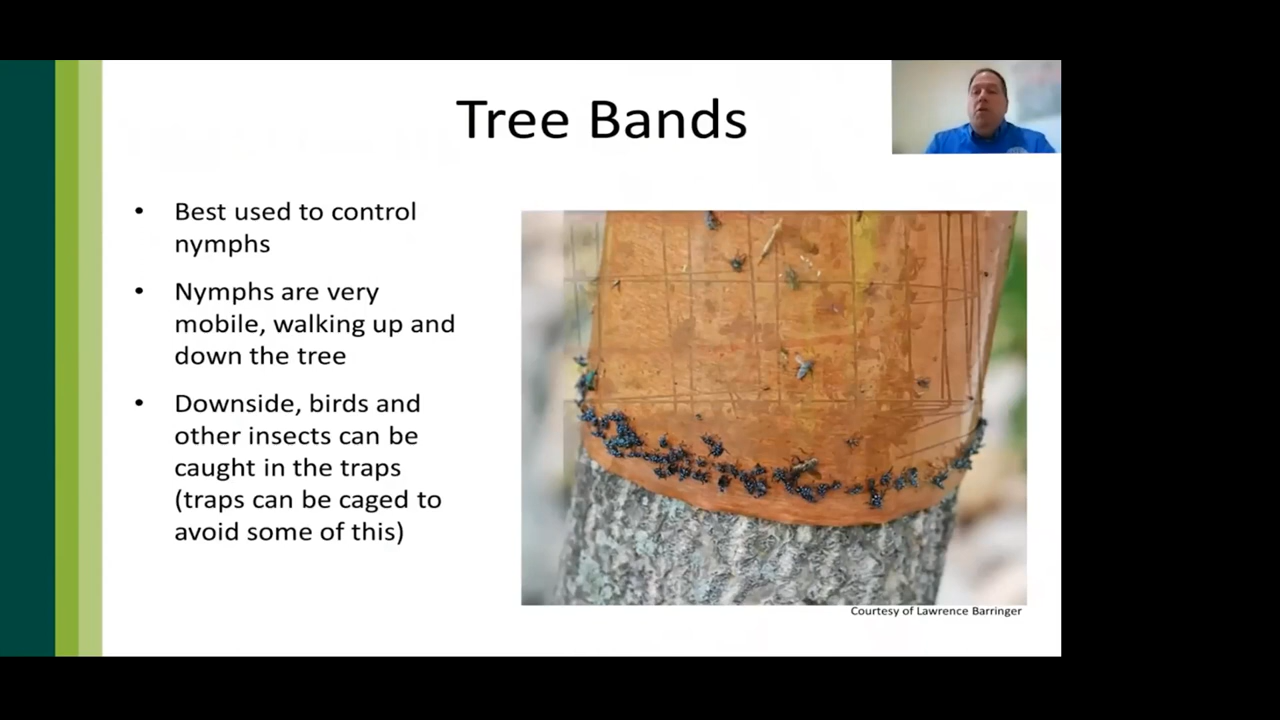 Tree Bands
• Best used to control
nymphs
• Nymphs are very
mobile, walking up and
down the tree
• Downside, birds and
other insects can be
caught in the traps
(traps can be caged to
avoid some of this)
Courtesy of Lawrence Barringer